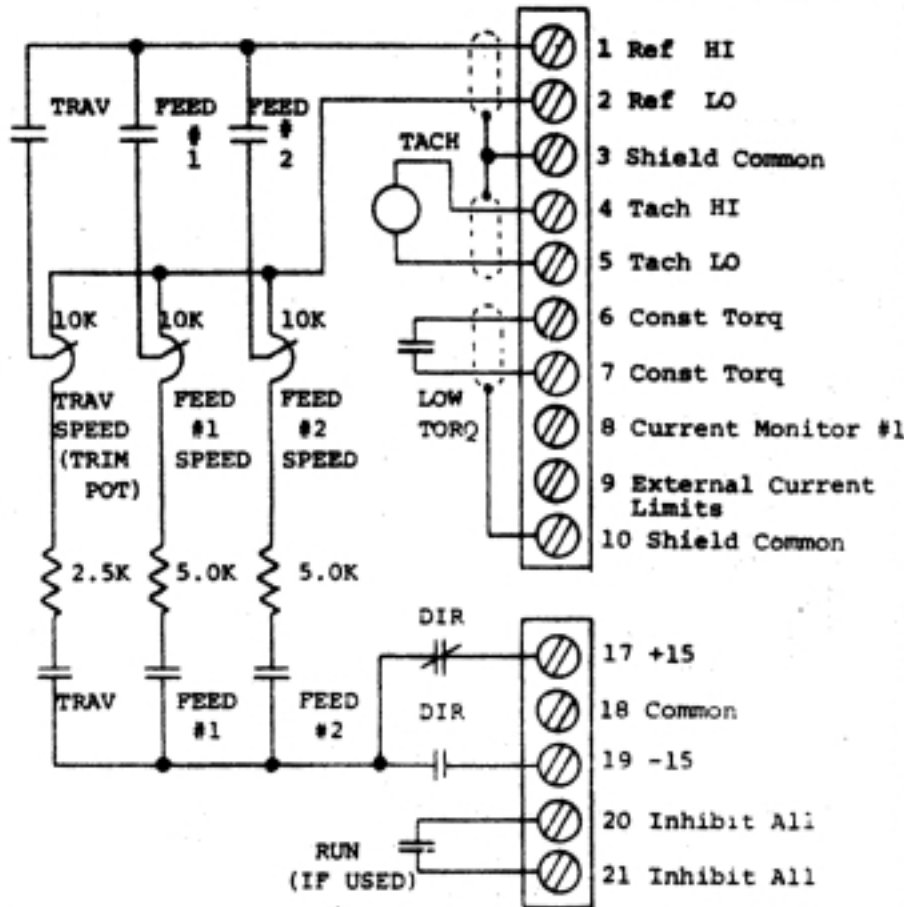 1 Ref HI
2 Ref LO
TRAV
FEED
#
1
FEED
#
2
TACH
3 Shield Common
4 Tach HI
5 Tach LO
10K
10K
10K
6 Const Torq
7 Const Torq
TRAV
SPEED
(TRIM
POT)
FEED
#1
SPEED
FEED
#2
SPEED
LOW
TORQ
8 Current Monitor #1
9 External Current
Limits
10 Shield Common
2.5K
5.0K
5.0K
DIR
17 +15
TRAV
FEED
#1
FEED
#2
DIR
18 Common
19 -15
20 Inhibit All
RUN
(IF USED)
21 Inhibit All